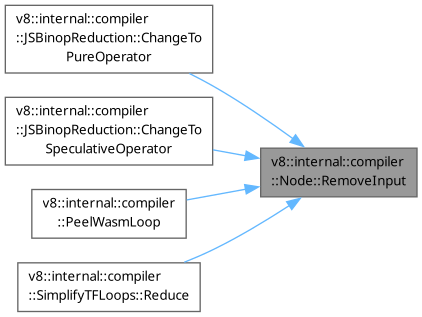 v8::internal::compiler
::JSBinopReduction::ChangeTo
PureOperator
v8::internal::compiler
::JSBinopReduction::ChangeTo
SpeculativeOperator
v8::internal::compiler
::Node::RemoveInput
v8::internal::compiler
::PeelWasmLoop
v8::internal::compiler
::SimplifyTFLoops::Reduce